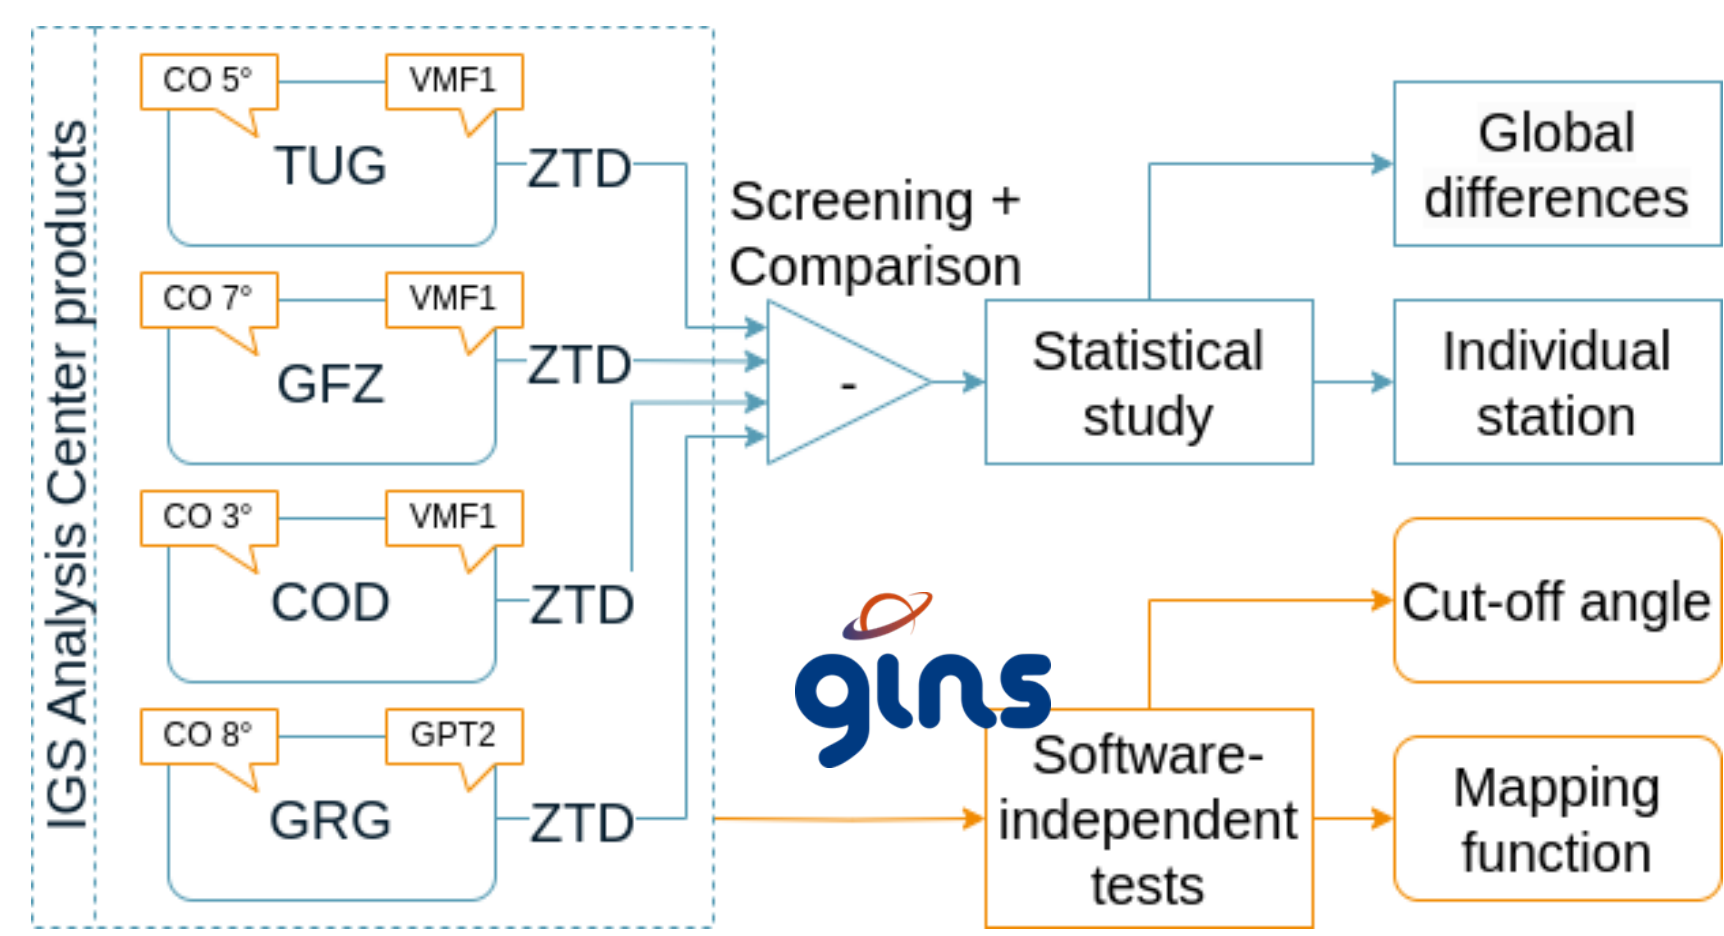 IGS Analysis Center products
CO 5°
VMF1
TUG
ZTD
CO 7°
VMF1
GFZ
ZTD
CO 3°
VMF1
COD
ZTD
CO 8°
GPT2
GRG
ZTD
Screening +
Comparison
-
Statistical
study
Global
differences
Individual
station
gins
Software-
independent
tests
Cut-off angle
Mapping
function